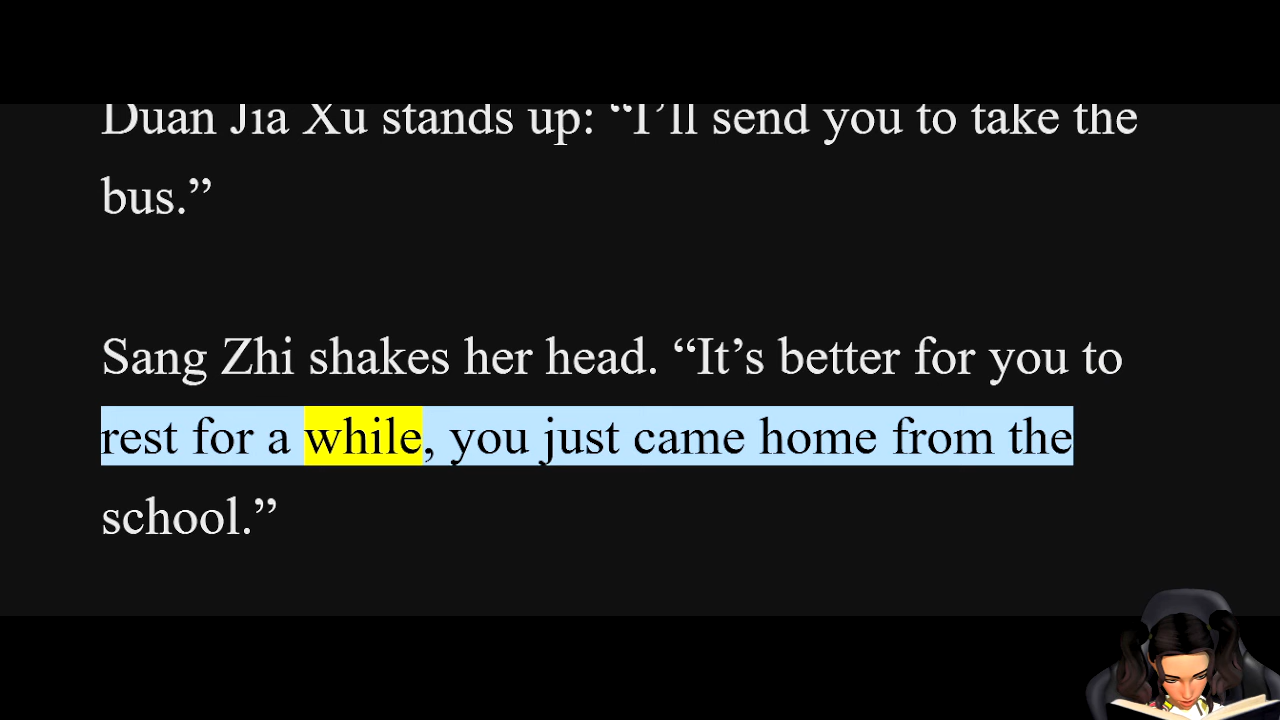 Duan Jia Xu stands up: “I’ll send you to take the
bus.”
Sang Zhi shakes her head. “It’s better for you to
rest for a while, you just came home from the
school.”